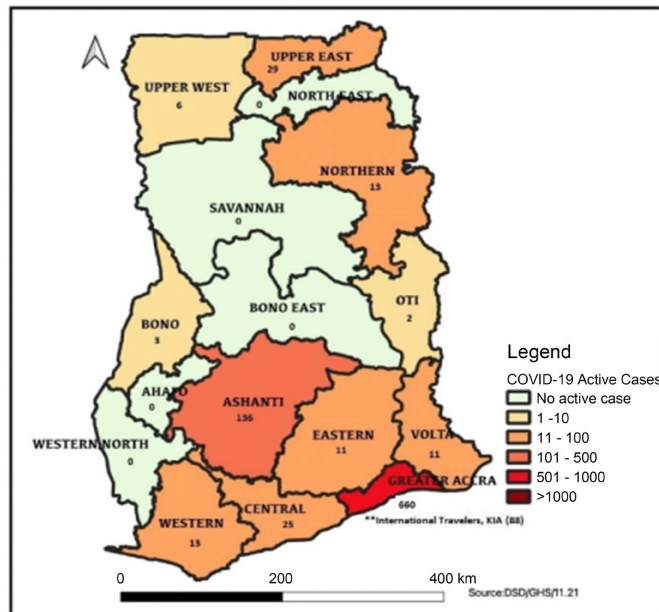 UPPER EAST
29
UPPER WEST
6
NORTH EAST
0
NORTHERN
13
SAVANNAH
0
OTI
2
BONO EAST
0
BONO
3
AHAFO
0
ASHANTI
136
EASTERN
11
VOLTA
11
WESTERN NORTH
0
GREATER ACCRA
660
CENTRAL
25
WESTERN
13
**International Travelers, KIA (88)
Legend
COVID-19 Active Cases
No active case
1 -10
11 - 100
101 - 500
501 - 1000
>1000
0 200 400 km
Source:DSD/GHS/11.21